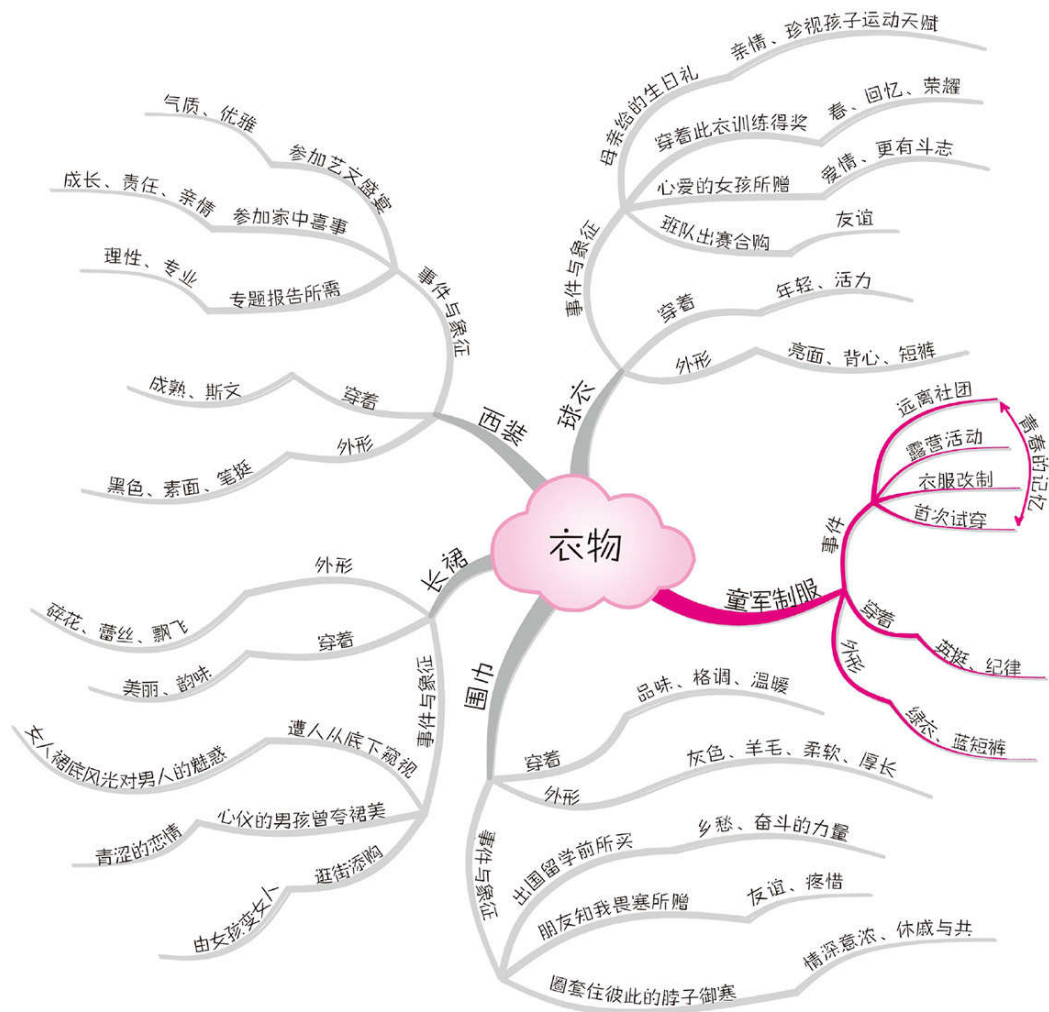 衣物
球衣
事件与象征
母亲给的生日礼
亲情、珍视孩子运动天赋
穿着此衣训练得奖
春、回忆、荣耀
心爱的女孩所赠
爱情、更有斗志
班队出赛合购
友谊
穿着
年轻、活力
外形
亮面、背心、短裤
童军制服
事件
远离社团
露营活动
衣服改制
首次试穿
青春的记忆
穿着
英挺、纪律
外形
绿衣、蓝短裤
围巾
穿着
品味、格调、温暖
外形
灰色、羊毛、柔软、厚长
事件与象征
出国留学前所买
乡愁、奋斗的力量
朋友知我畏寒所赠
友谊、疼惜
圈套住彼此的脖子御寒
情深意浓、休戚与共
长裙
外形
碎花、蕾丝、飘飞
穿着
美丽、韵味
事件与象征
遭人从底下窥视
女人裙底风光对男人的魅惑
心仪的男孩曾夸裙美
青涩的恋情
逛街添购
由女孩变女人
西装
事件与象征
参加艺文盛宴
气质、优雅
参加家中喜事
成长、责任、亲情
专题报告所需
理性、专业
穿着
成熟、斯文
外形
黑色、素面、笔挺